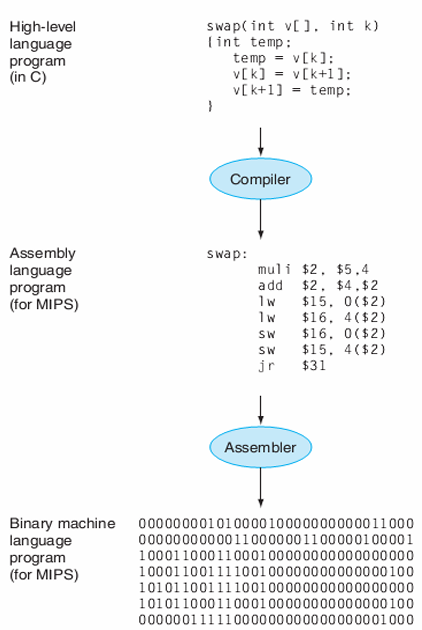 High-level
language
program
(in C)
swap(int v[], int k)
{int temp;
temp = v[k];
v[k] = v[k+1];
v[k+1] = temp;
}
Compiler
Assembly
language
program
(for MIPS)
swap:
muli $2, $5,4
add $2, $4,$2
lw $15, 0($2)
lw $16, 4($2)
sw $16, 0($2)
sw $15, 4($2)
jr $31
Assembler
Binary machine
language
program
(for MIPS)
00000000101000010000000000011000
00000000000110000001100000100001
10001100011000100000000000000000
10001100111100100000000000000100
10101100111100100000000000000000
10101100011000100000000000000100
00000011111000000000000000001000